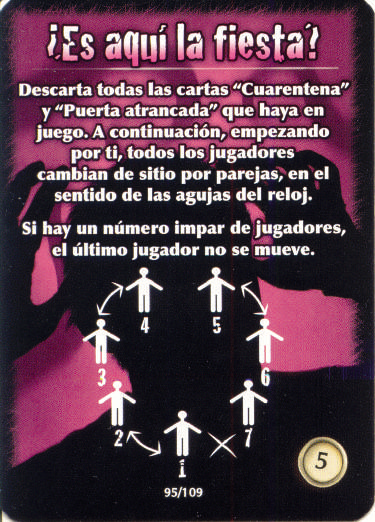 ¿Es aquí la fiesta?
Descarta todas las cartas “Cuarentena”
y “Puerta atrancada” que haya en
juego. A continuación, empezando
por ti, todos los jugadores
cambian de sitio por parejas, en el
sentido de las agujas del reloj.
Si hay un número impar de jugadores,
el último jugador no se mueve.
4 5
3 6
2 7
1
5
95/109